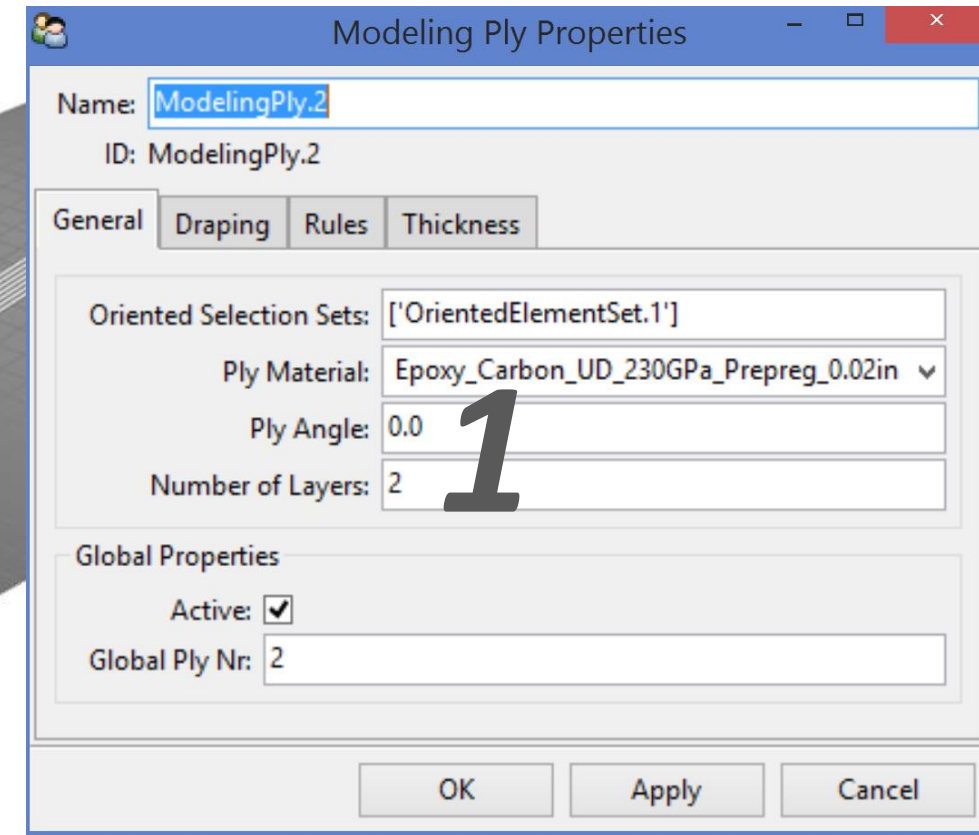 Modeling Ply Properties
Name: ModelingPly.2
ID: ModelingPly.2
General Draping Rules Thickness
Oriented Selection Sets: ['OrientedElementSet.1']
Ply Material: Epoxy_Carbon_UD_230GPa_Prepreg_0.02in
Ply Angle: 0.0
1
Number of Layers: 2
Global Properties
Active:
Global Ply Nr: 2
OK Apply Cancel